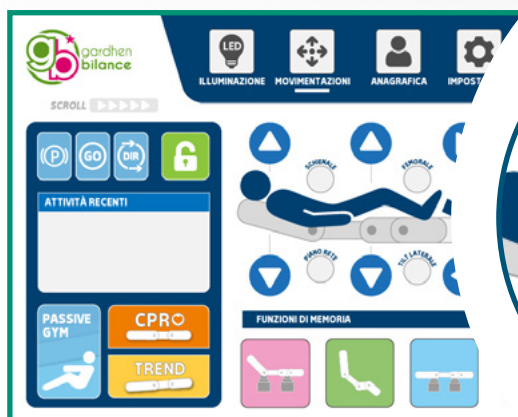 gardhen
bilance
LED
ILLUMINAZIONE
MOVIMENTAZIONI
ANAGRAFICA
SCROLL
(P)
GO
DIR
SCHIENALE
FEMORALE
ATTIVITÀ RECENTI
PIANO RETE
TILT LATERALE
PASSIVE
GYM
CPR
TREND
FUNZIONI DI MEMORIA